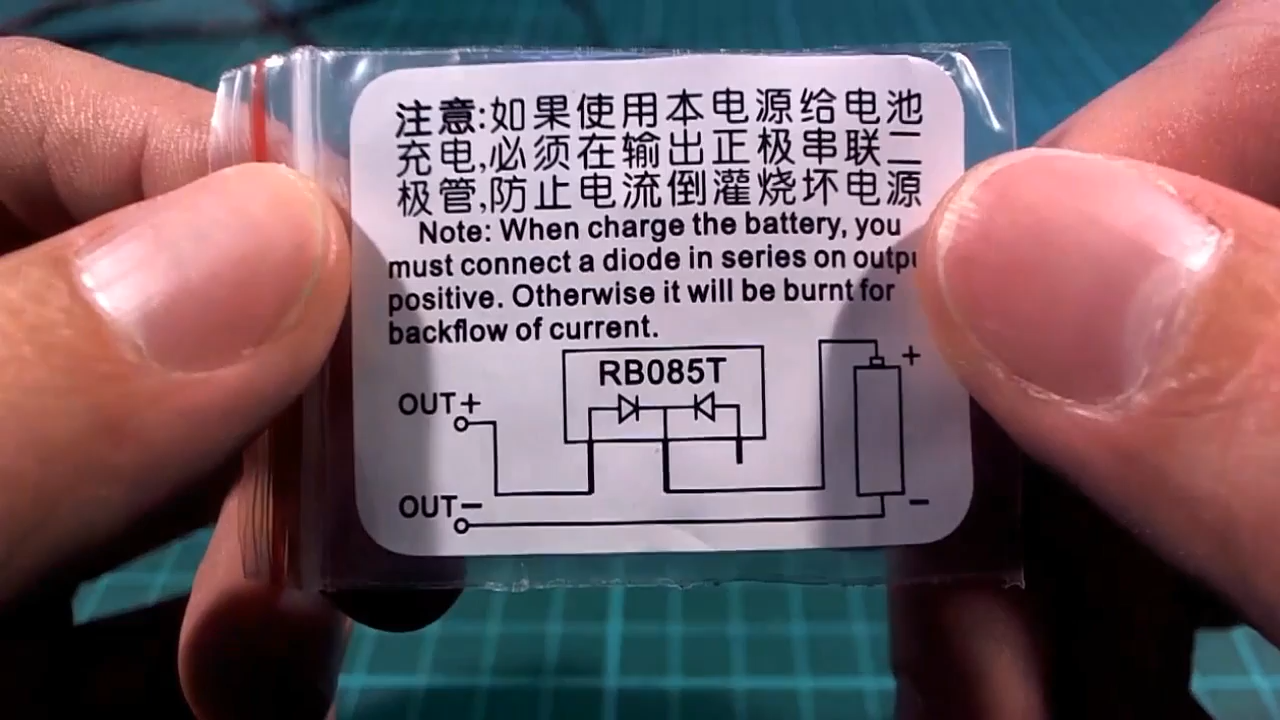 注意:如果使用本电源给电池
充电,必须在输出正极串联二
极管,防止电流倒灌烧坏电源
Note: When charge the battery, you
must connect a diode in series on
positive. Otherwise it will be burnt for
backflow of current.
RB085T
+
OUT+
OUT−
−